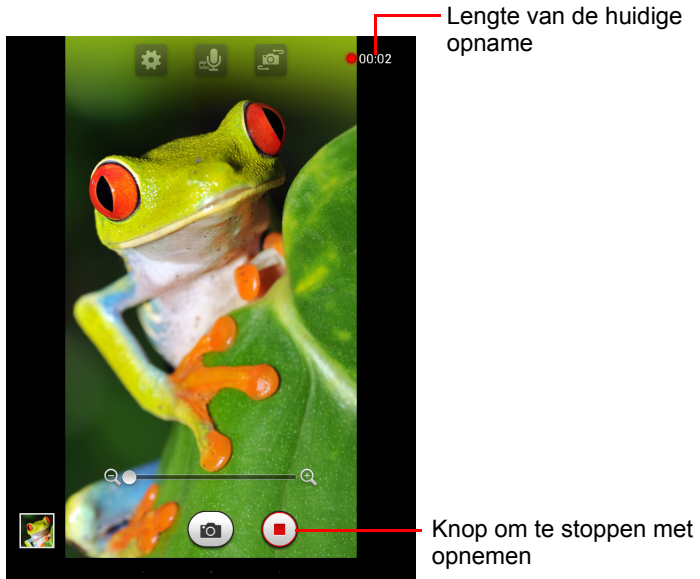 Lengte van de huidige
opname
00:02
Knop om te stoppen met
opnemen